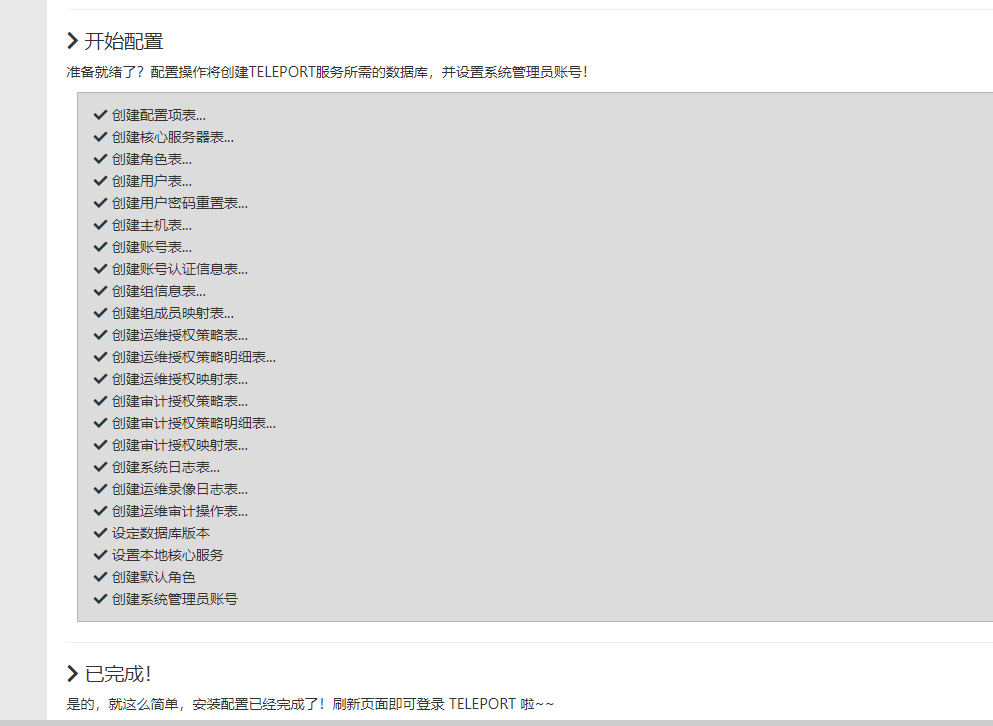 开始配置
准备就绪了？配置操作将创建TELEPORT服务所需的数据库，并设置系统管理员账号！
创建配置项表...
创建核心服务器表...
创建角色表...
创建用户表...
创建用户密码重置表...
创建主机表...
创建账号表...
创建账号认证信息表...
创建组信息表...
创建组成员映射表...
创建运维授权策略表...
创建运维授权策略明细表...
创建运维授权映射表...
创建审计授权策略表...
创建审计授权策略明细表...
创建审计授权映射表...
创建系统日志表...
创建运维录像日志表...
创建运维审计操作表...
设定数据库版本
设置本地核心服务
创建默认角色
创建系统管理员账号
已完成！
是的，就这么简单，安装配置已经完成了！刷新页面即可登录 TELEPORT 啦~~